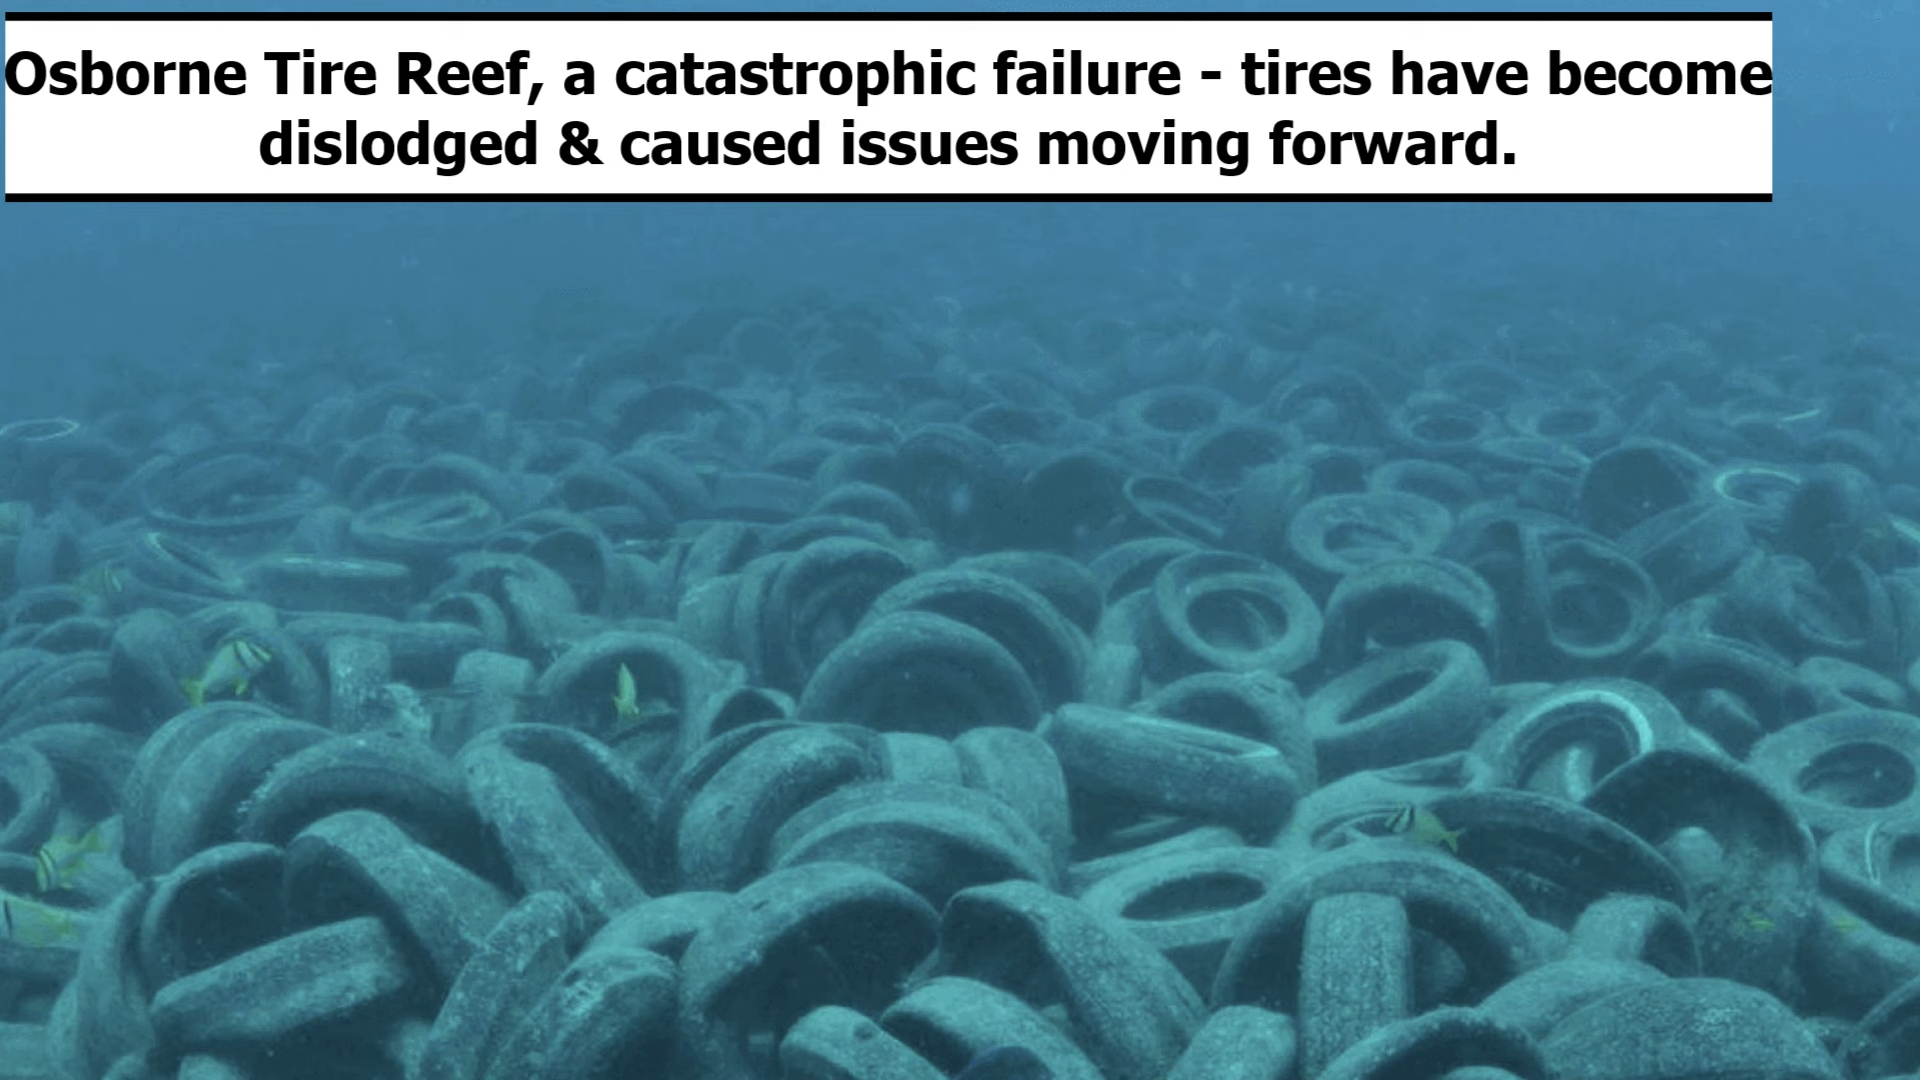 Osborne Tire Reef, a catastrophic failure - tires have become
dislodged & caused issues moving forward.